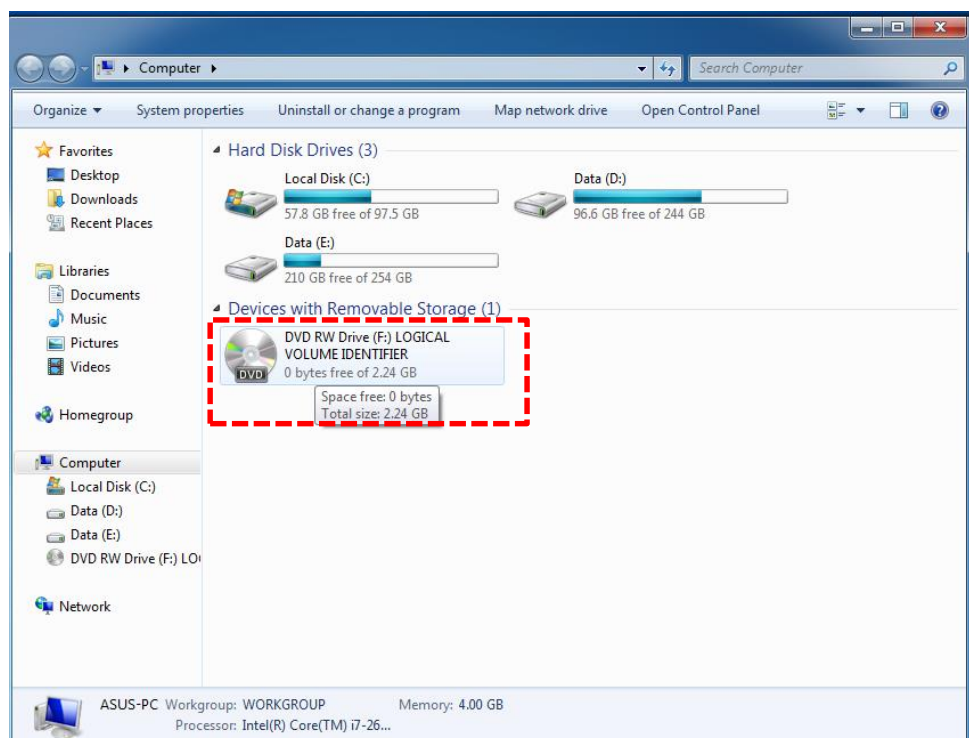 Computer
Search Computer
Organize System properties Uninstall or change a program Map network drive Open Control Panel
Favorites
Desktop
Downloads
Recent Places
Libraries
Documents
Music
Pictures
Videos
Homegroup
Computer
Local Disk (C:)
Data (D:)
Data (E:)
DVD RW Drive (F:) LO
Network
Hard Disk Drives (3)
Local Disk (C:)
57.8 GB free of 97.5 GB
Data (D:)
96.6 GB free of 244 GB
Data (E:)
210 GB free of 254 GB
Devices with Removable Storage (1)
DVD RW Drive (F:) LOGICAL
VOLUME IDENTIFIER
0 bytes free of 2.24 GB
DVD
Space free: 0 bytes
Total size: 2.24 GB
ASUS-PC Workgroup: WORKGROUP Memory: 4.00 GB
Processor: Intel(R) Core(TM) i7-26...